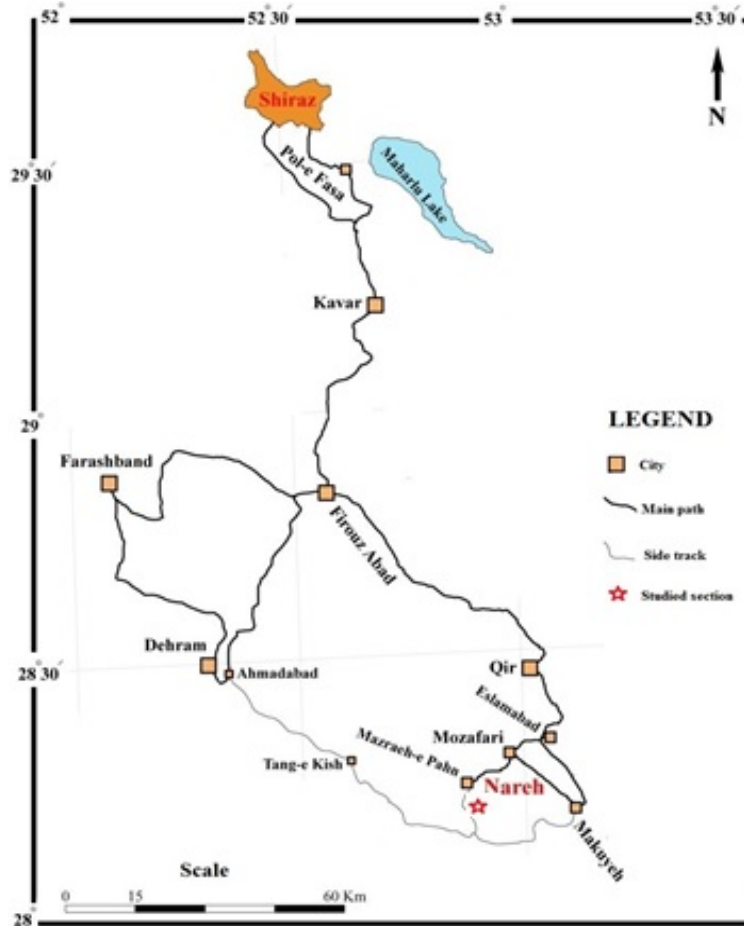 52°
52 30´
53°
53 30´
Shiraz
N
Pol-e Fasa
Maharlu Lake
29 30´
Kavar
29°
LEGEND
City
Main path
Side track
Studied section
Farashband
Firouz Abad
Dehram
Ahmadabad
28 30´
Qir
Eslamabad
Mozafari
Mazraeh-e Pahn
Tang-e Kish
Nareh
Makuyeh
Scale
0 15 60 Km
28°